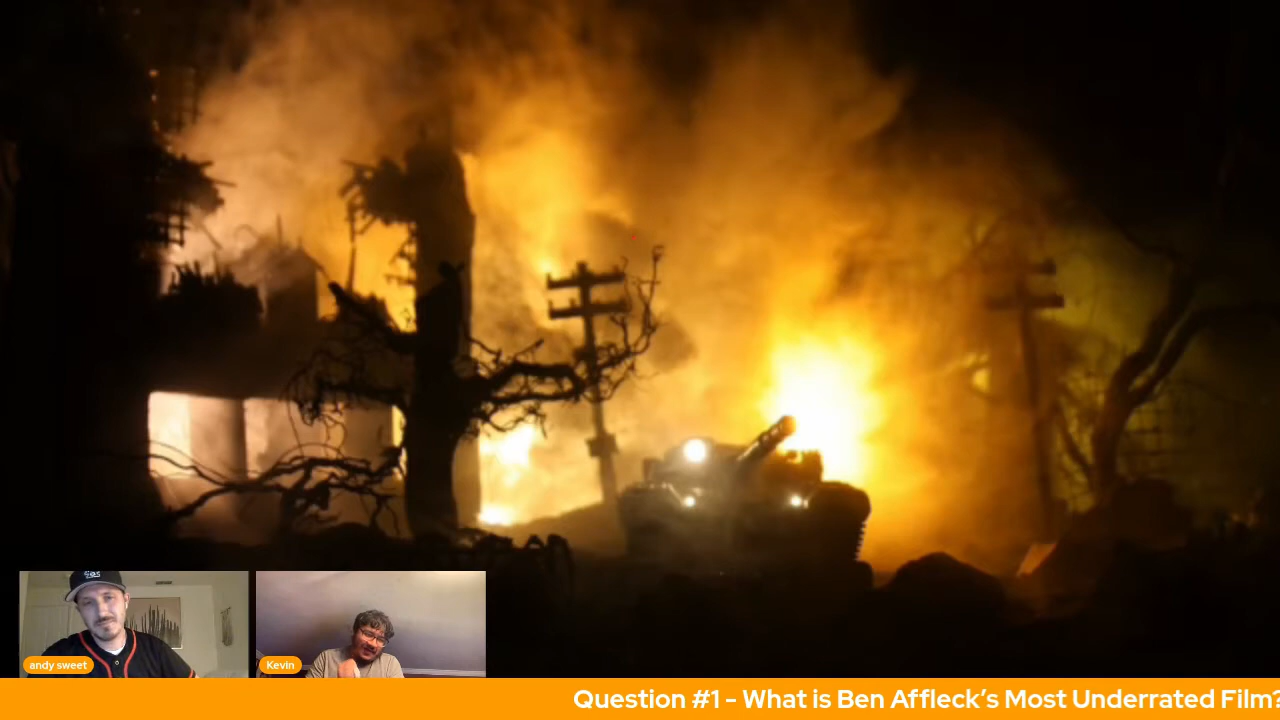 andy sweet
Kevin
Question #1 - What is Ben Affleck’s Most Underrated Film?